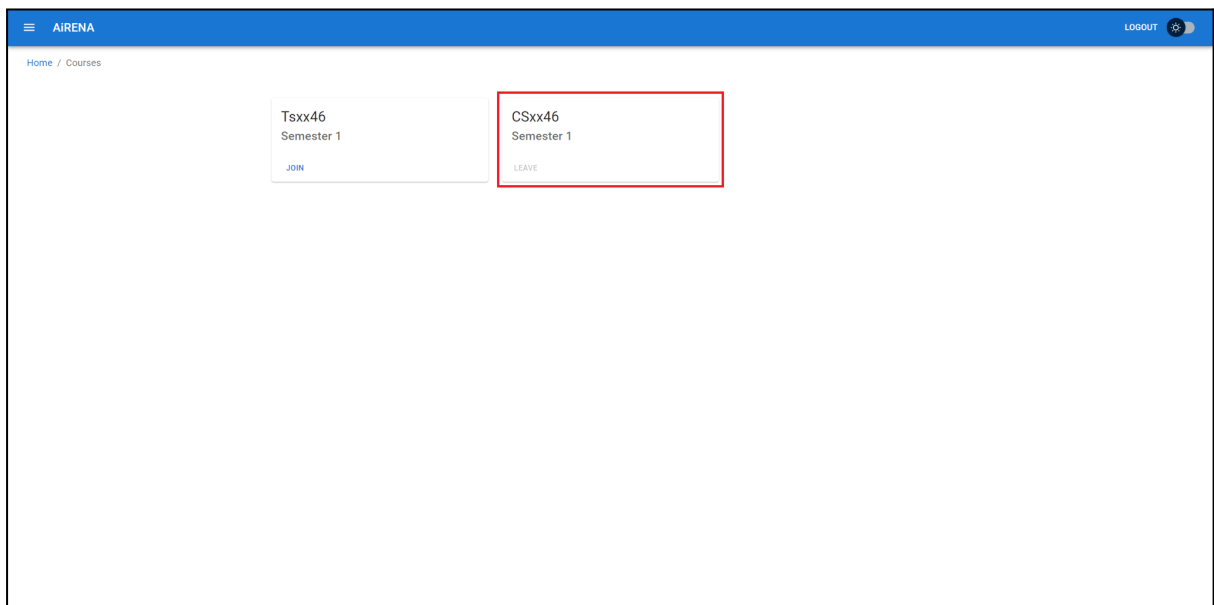 AiRENA
LOGOUT
Home / Courses
Tsxx46
Semester 1
JOIN
CSxx46
Semester 1
LEAVE